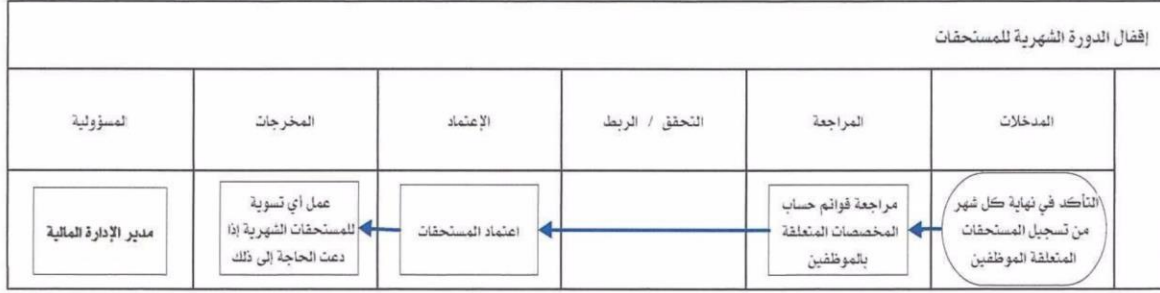 إقفال الدورة الشهرية للمستحقات
المدخلات
المراجعة
التحقق / الربط
الإعتماد
المخرجات
المسؤولية
التأكد في نهاية كل شهر
من تسجيل المستحقات
المتعلقة الموظفين
مراجعة قوائم حساب
المخصصات المتعلقة
بالموظفين
اعتماد المستحقات
عمل أي تسوية
للمستحقات الشهرية إذا
دعت الحاجة إلى ذلك
مدير الإدارة المالية